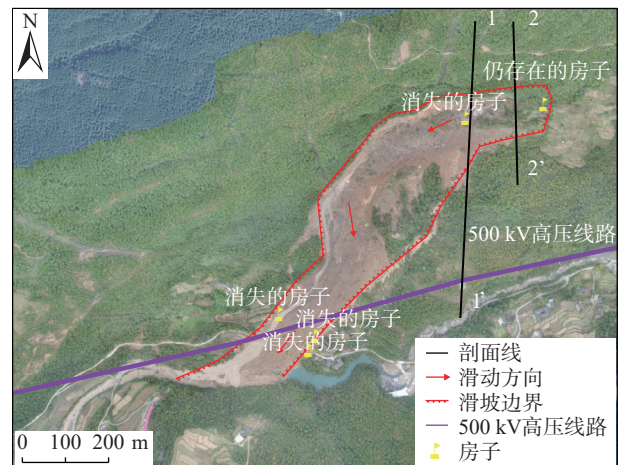 N
1
2
仍存在的房子
消失的房子
2’
500 kV高压线路
消失的房子
1’
消失的房子
消失的房子
剖面线
滑动方向
滑坡边界
500 kV高压线路
房子
0 100 200 m